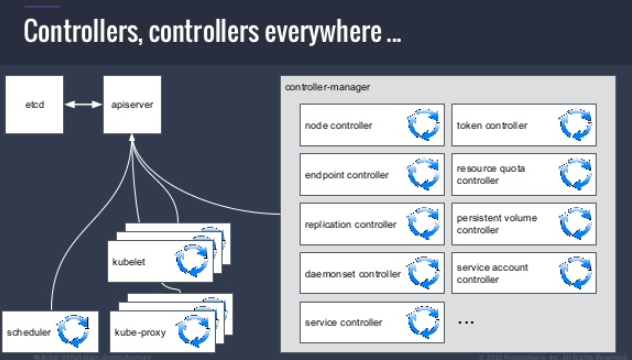 Controllers, controllers everywhere ...
etcd
apiserver
controller-manager
node controller
token controller
endpoint controller
resource quota
controller
replication controller
persistent volume
controller
daemonset controller
service account
controller
service controller
...
kubelet
scheduler
kube-proxy